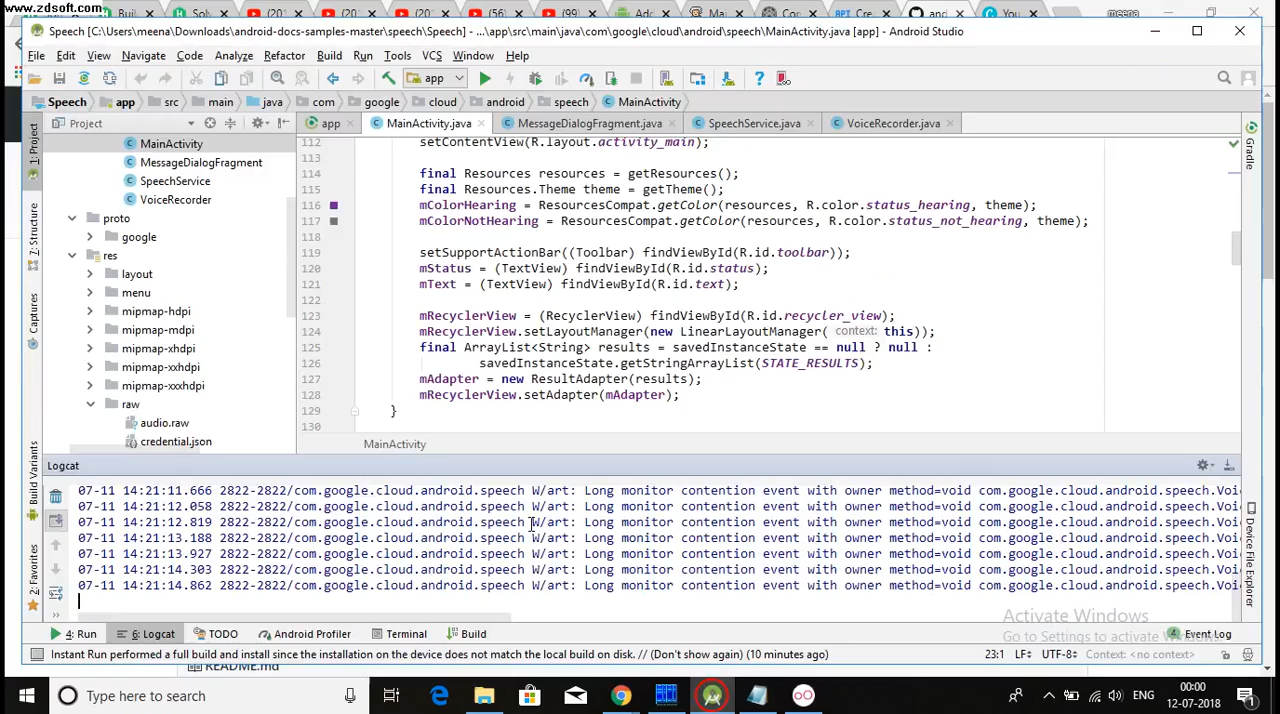 www.zdsoft.com
meena
Speech [C:\Users\meena\Downloads\android-docs-samples-master\speech\Speech] - ...\app\src\main\java\com\google\cloud\android\speech\MainActivity.java [app] - Android Studio
File Edit View Navigate Code Analyze Refactor Build Run Tools VCS Window Help
app
Speech app src main java com google cloud android speech MainActivity
Project app MainActivity.java MessageDialogFragment.java SpeechService.java VoiceRecorder.java
1: Project
7: Structure
Captures
Build Variants
2: Favorites
MainActivity
MessageDialogFragment
SpeechService
VoiceRecorder
proto
google
res
layout
menu
mipmap-hdpi
mipmap-mdpi
mipmap-xhdpi
mipmap-xxhdpi
mipmap-xxxhdpi
raw
audio.raw
credential.json
112 setContentView(R.layout.activity_main);
113
114 final Resources resources = getResources();
115 final Resources.Theme theme = getTheme();
116 mColorHearing = ResourcesCompat.getColor(resources, R.color.status_hearing, theme);
117 mColorNotHearing = ResourcesCompat.getColor(resources, R.color.status_not_hearing, theme);
118
119 setSupportActionBar((Toolbar) findViewById(R.id.toolbar));
120 mStatus = (TextView) findViewById(R.id.status);
121 mText = (TextView) findViewById(R.id.text);
122
123 mRecyclerView = (RecyclerView) findViewById(R.id.recycler_view);
124 mRecyclerView.setLayoutManager(new LinearLayoutManager( context: this));
125 final ArrayList<String> results = savedInstanceState == null ? null :
126 savedInstanceState.getStringArrayList(STATE_RESULTS);
127 mAdapter = new ResultAdapter(results);
128 mRecyclerView.setAdapter(mAdapter);
129 }
130
MainActivity
Gradle
Device File Explorer
Logcat
07-11 14:21:11.666 2822-2822/com.google.cloud.android.speech W/art: Long monitor contention event with owner method=void com.google.cloud.android.speech.Voi
07-11 14:21:12.058 2822-2822/com.google.cloud.android.speech W/art: Long monitor contention event with owner method=void com.google.cloud.android.speech.Voi
07-11 14:21:12.819 2822-2822/com.google.cloud.android.speech W/art: Long monitor contention event with owner method=void com.google.cloud.android.speech.Voi
07-11 14:21:13.188 2822-2822/com.google.cloud.android.speech W/art: Long monitor contention event with owner method=void com.google.cloud.android.speech.Voi
07-11 14:21:13.927 2822-2822/com.google.cloud.android.speech W/art: Long monitor contention event with owner method=void com.google.cloud.android.speech.Voi
07-11 14:21:14.303 2822-2822/com.google.cloud.android.speech W/art: Long monitor contention event with owner method=void com.google.cloud.android.speech.Voi
07-11 14:21:14.862 2822-2822/com.google.cloud.android.speech W/art: Long monitor contention event with owner method=void com.google.cloud.android.speech.Voi
Activate Windows
Go to Settings to activate Windows.
4: Run 6: Logcat TODO Android Profiler Terminal Build 4 Event Log
Instant Run performed a full build and install since the installation on the device does not match the local build on disk. // (Don't show again) (10 minutes ago) 23:1 LF÷ UTF-8÷ Context: <no context>
README.md
Type here to search
ENG
00:00
12-07-2018
1